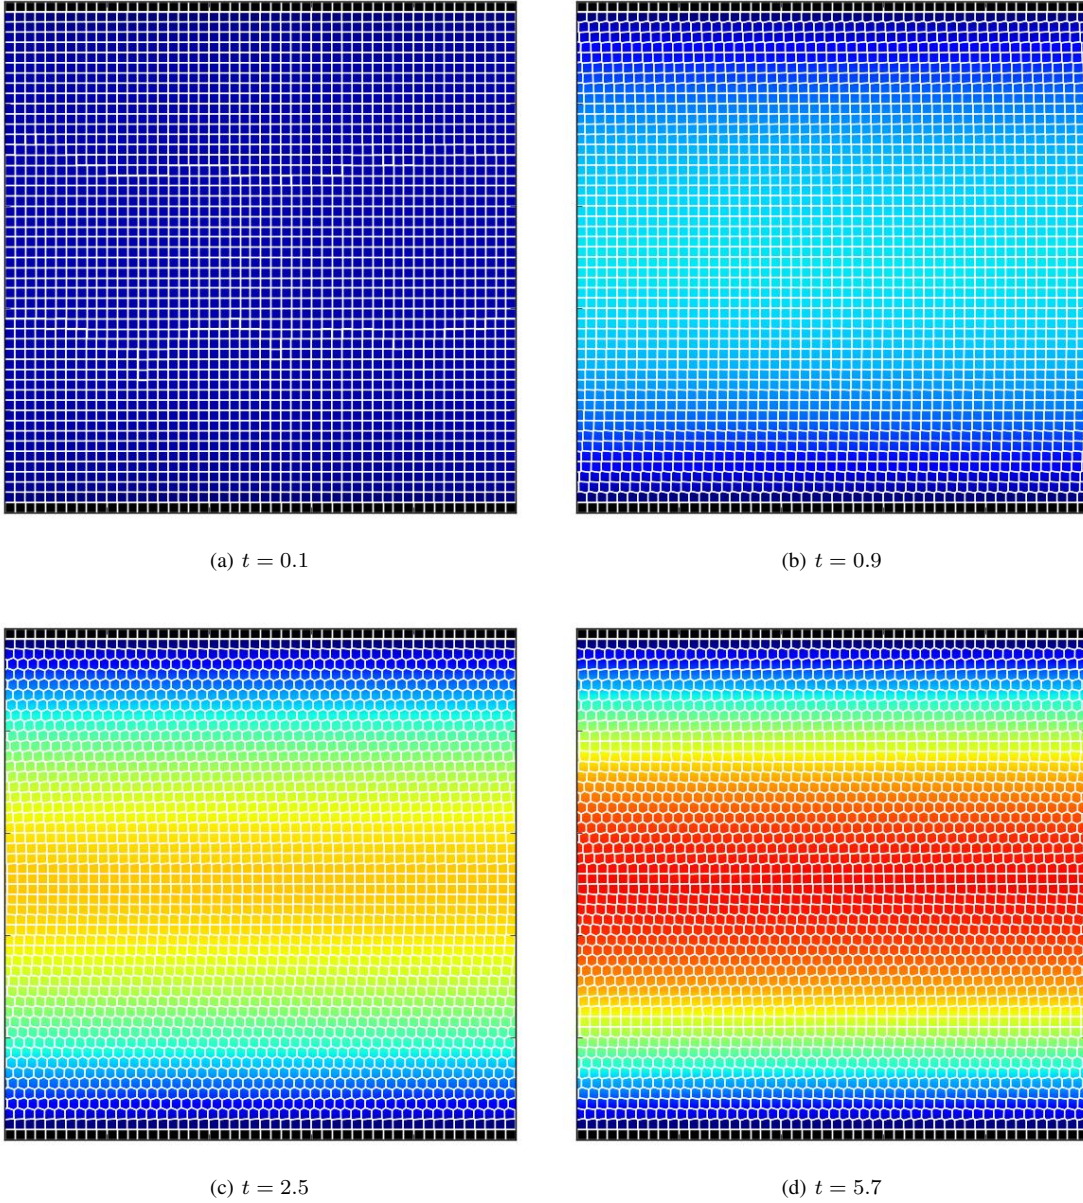 (a) t = 0.1
(b) t = 0.9
(c) t = 2.5
(d) t = 5.7